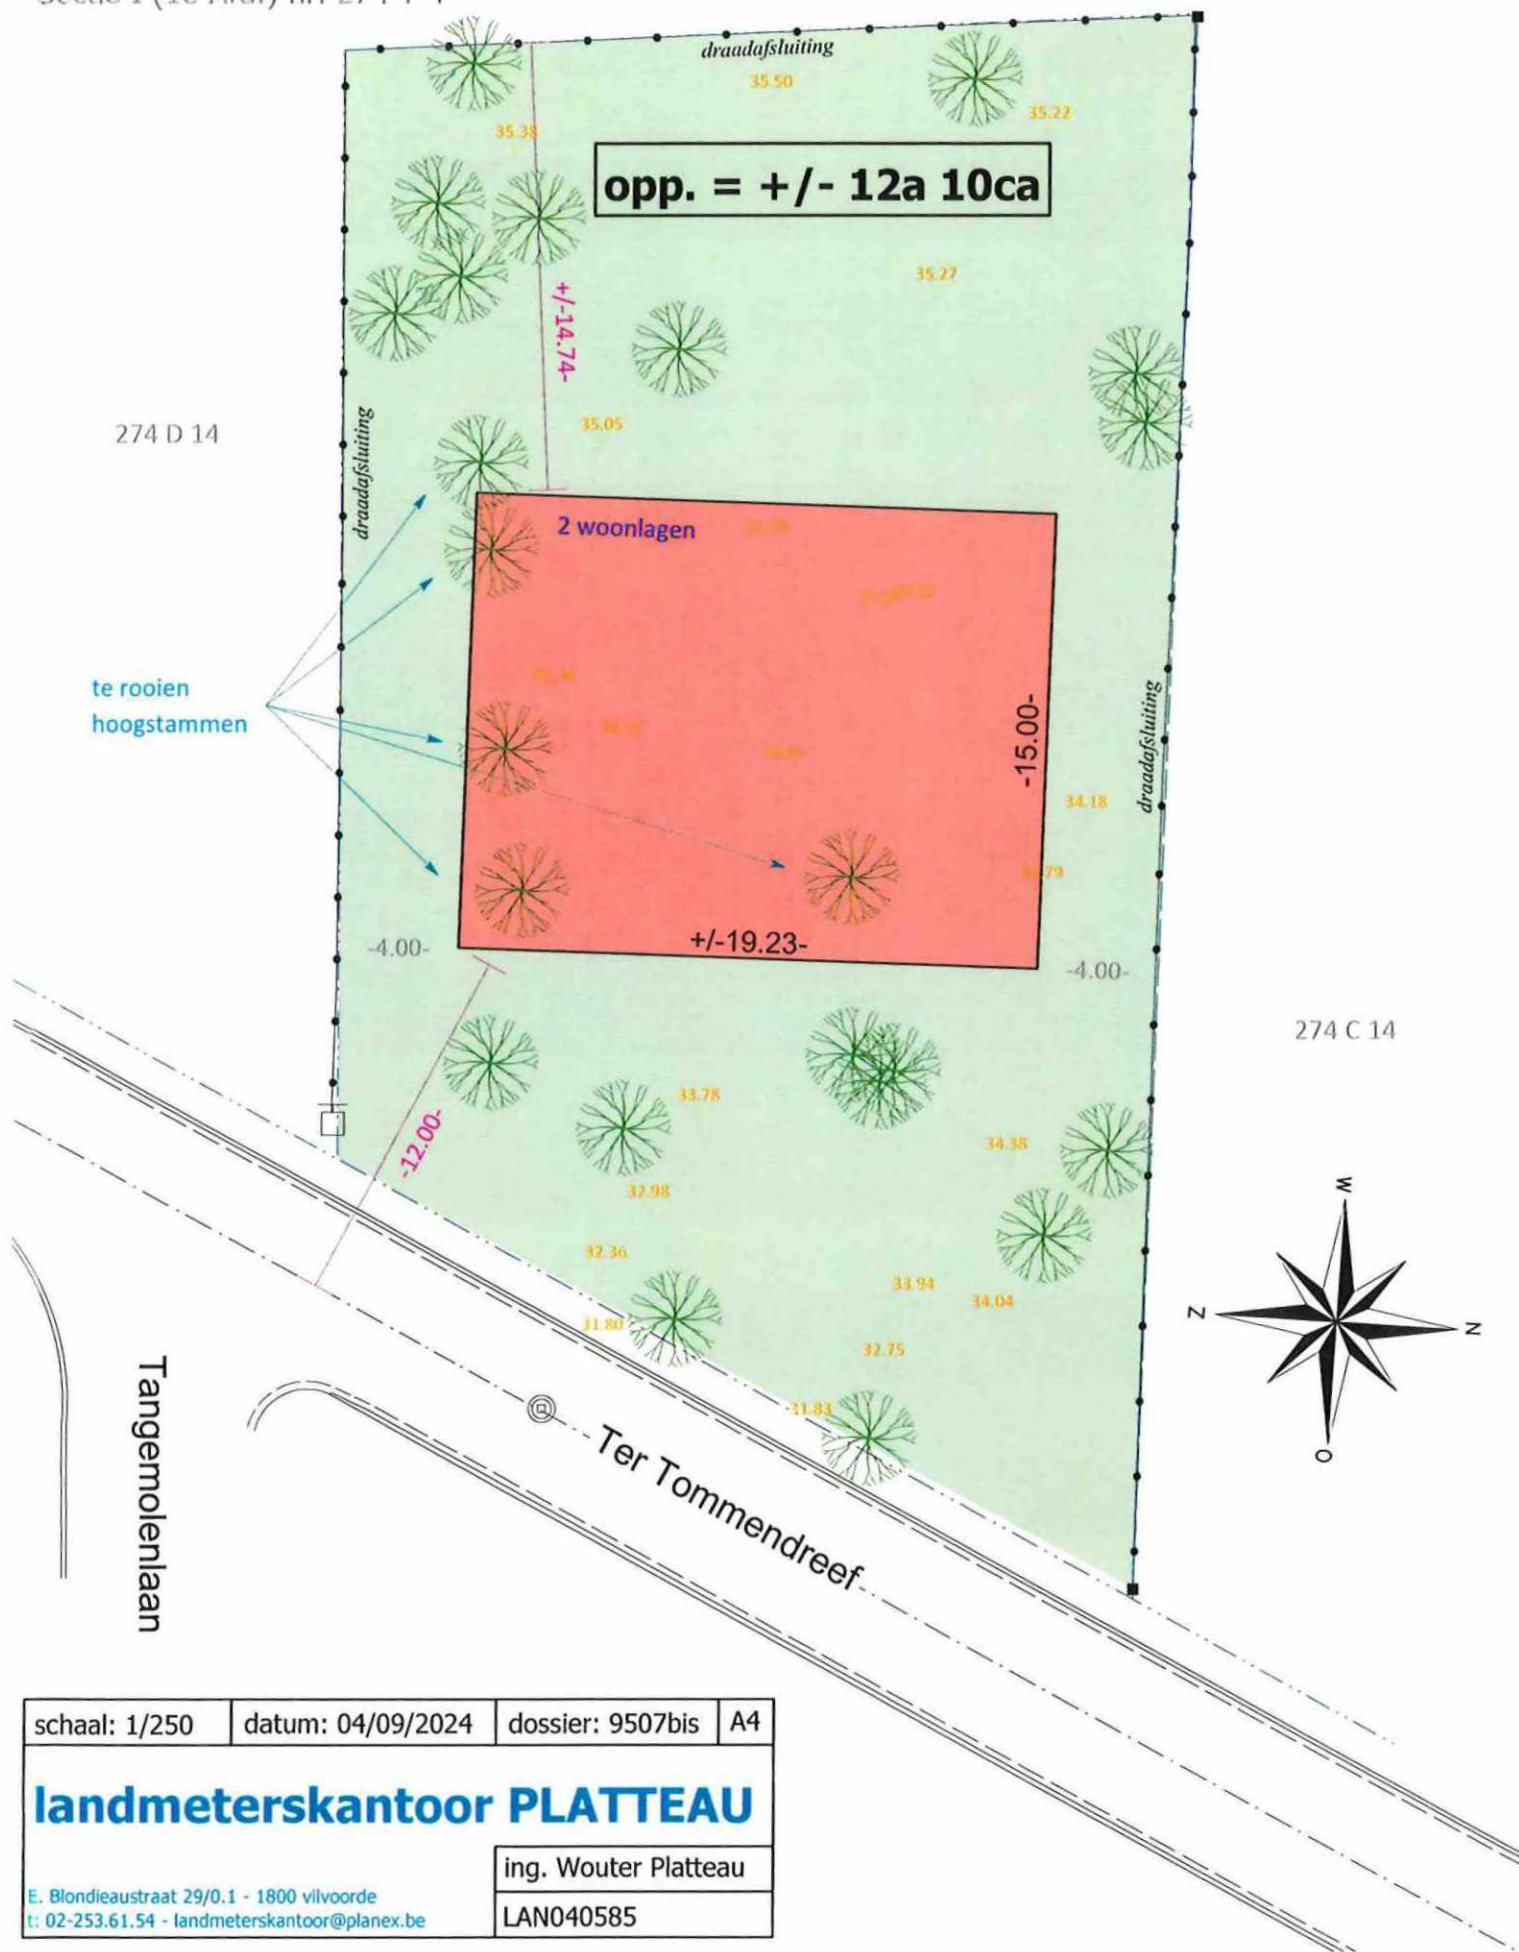 draadafsluiting
35.50
35.22
35.38
opp. = +/- 12a 10ca
35.27
+/-14.74-
35.05
274 D 14
draadafsluiting
2 woonlagen
te rooien
hoogstammen
-15.00-
draadafsluiting
34.18
+/-19.23-
-4.00-
-4.00-
274 C 14
33.78
-12.00-
34.38
32.98
32.36
33.94
34.04
31.80
32.75
31.83
W
Z
N
O
Tangemolenlaan
Ter Tommendreef
schaal: 1/250
datum: 04/09/2024
dossier: 9507bis
A4
landmeterskantoor PLATTEAU
ing. Wouter Platteau
E. Blondieaustraat 29/0.1 - 1800 vilvoorde
t: 02-253.61.54 - landmeterskantoor@planex.be
LAN040585